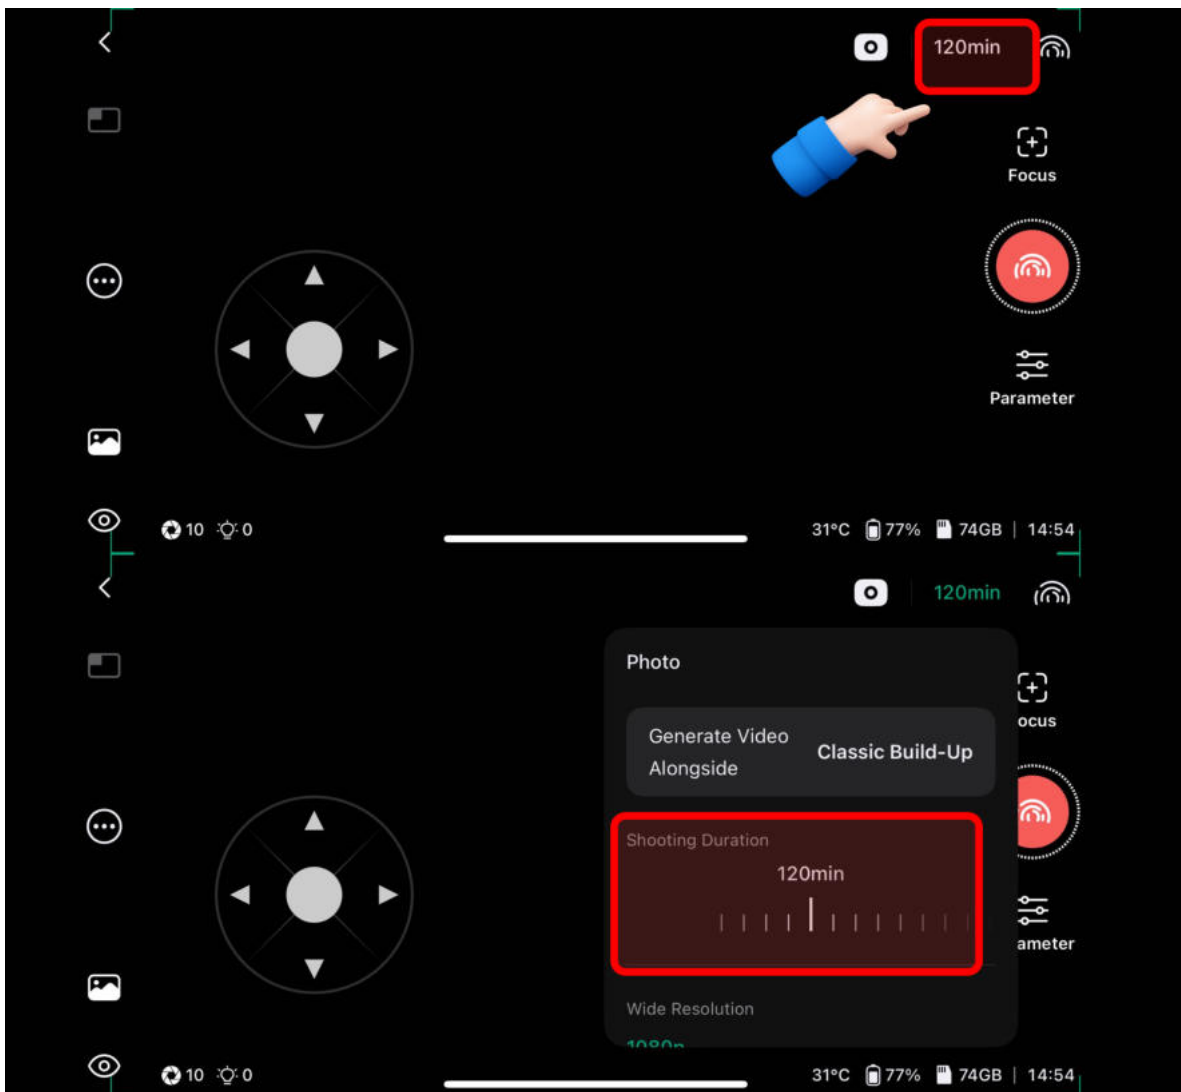 120min
Focus
Parameter
10 0
31°C 77% 74GB | 14:54
120min
Photo
Generate Video
Alongside
Classic Build-Up
ocus
Shooting Duration
120min
ameter
Wide Resolution
1080p
10 0
31°C 77% 74GB | 14:54